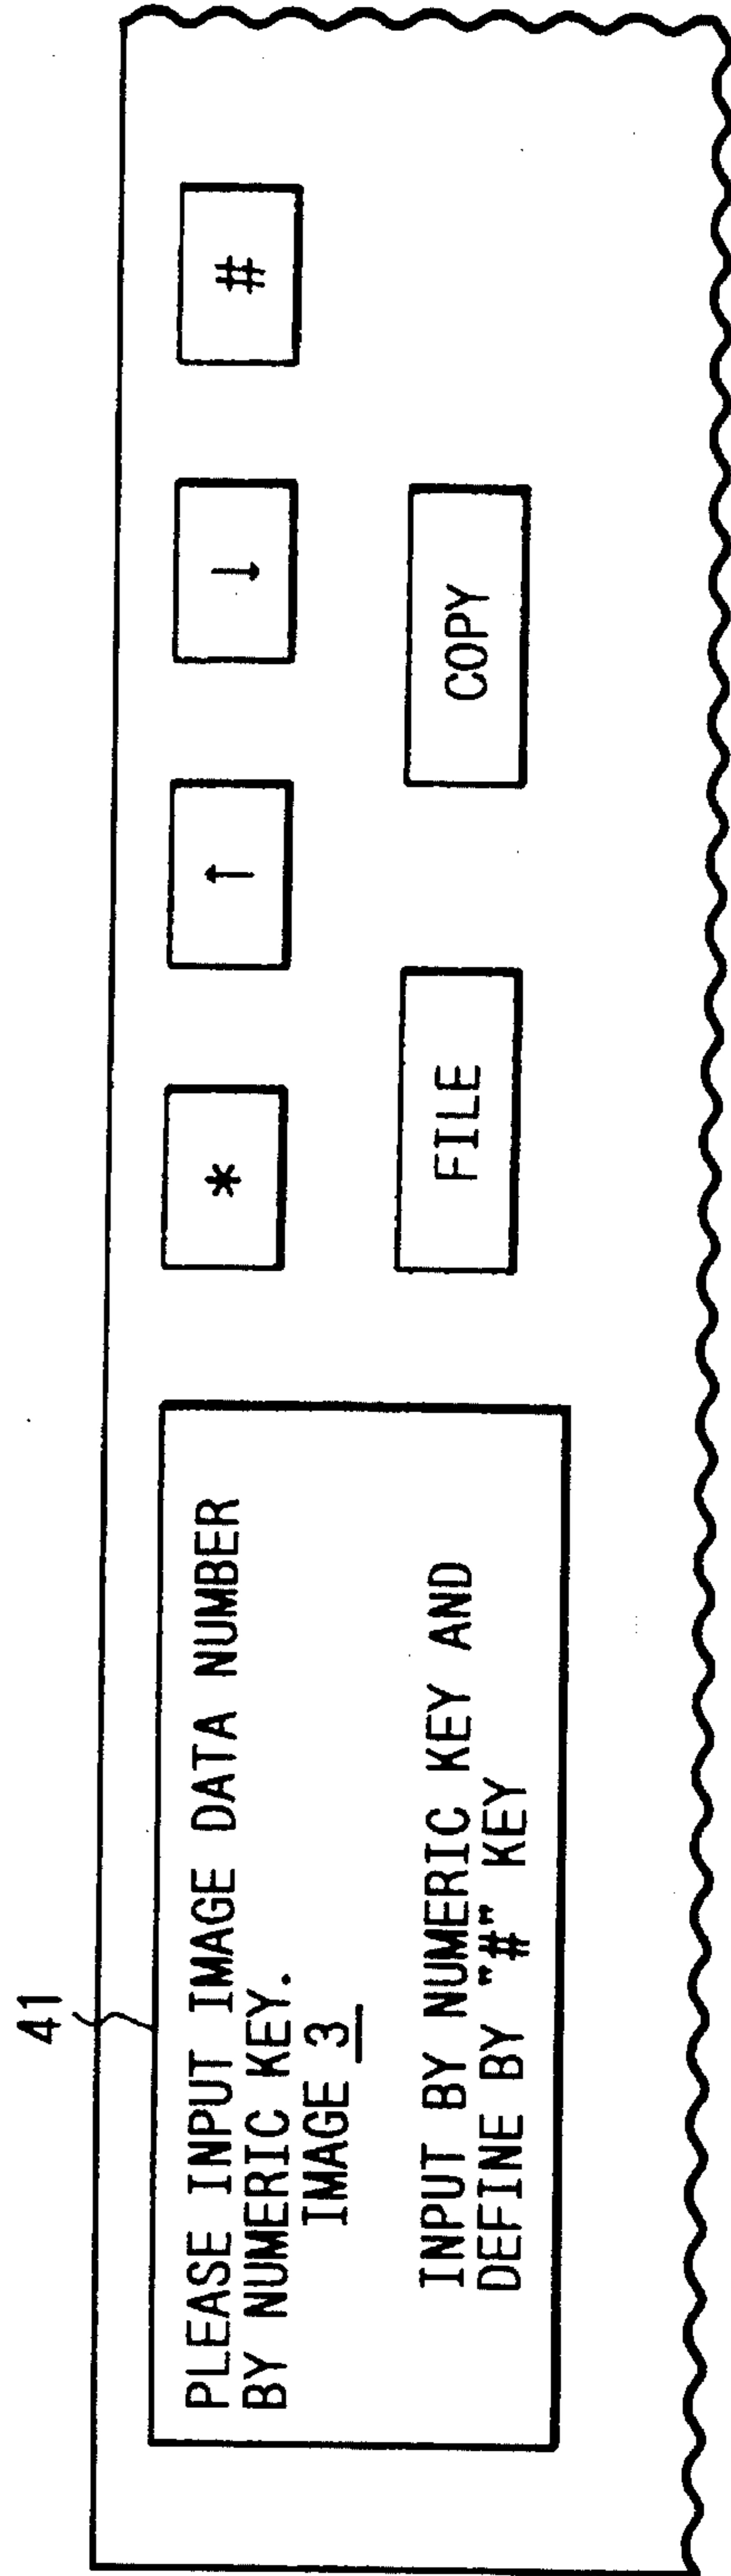 41
PLEASE INPUT IMAGE DATA NUMBER
BY NUMERIC KEY.
IMAGE 3
INPUT BY NUMERIC KEY AND
DEFINE BY "#" KEY
* ↑ ↓ #
FILE COPY